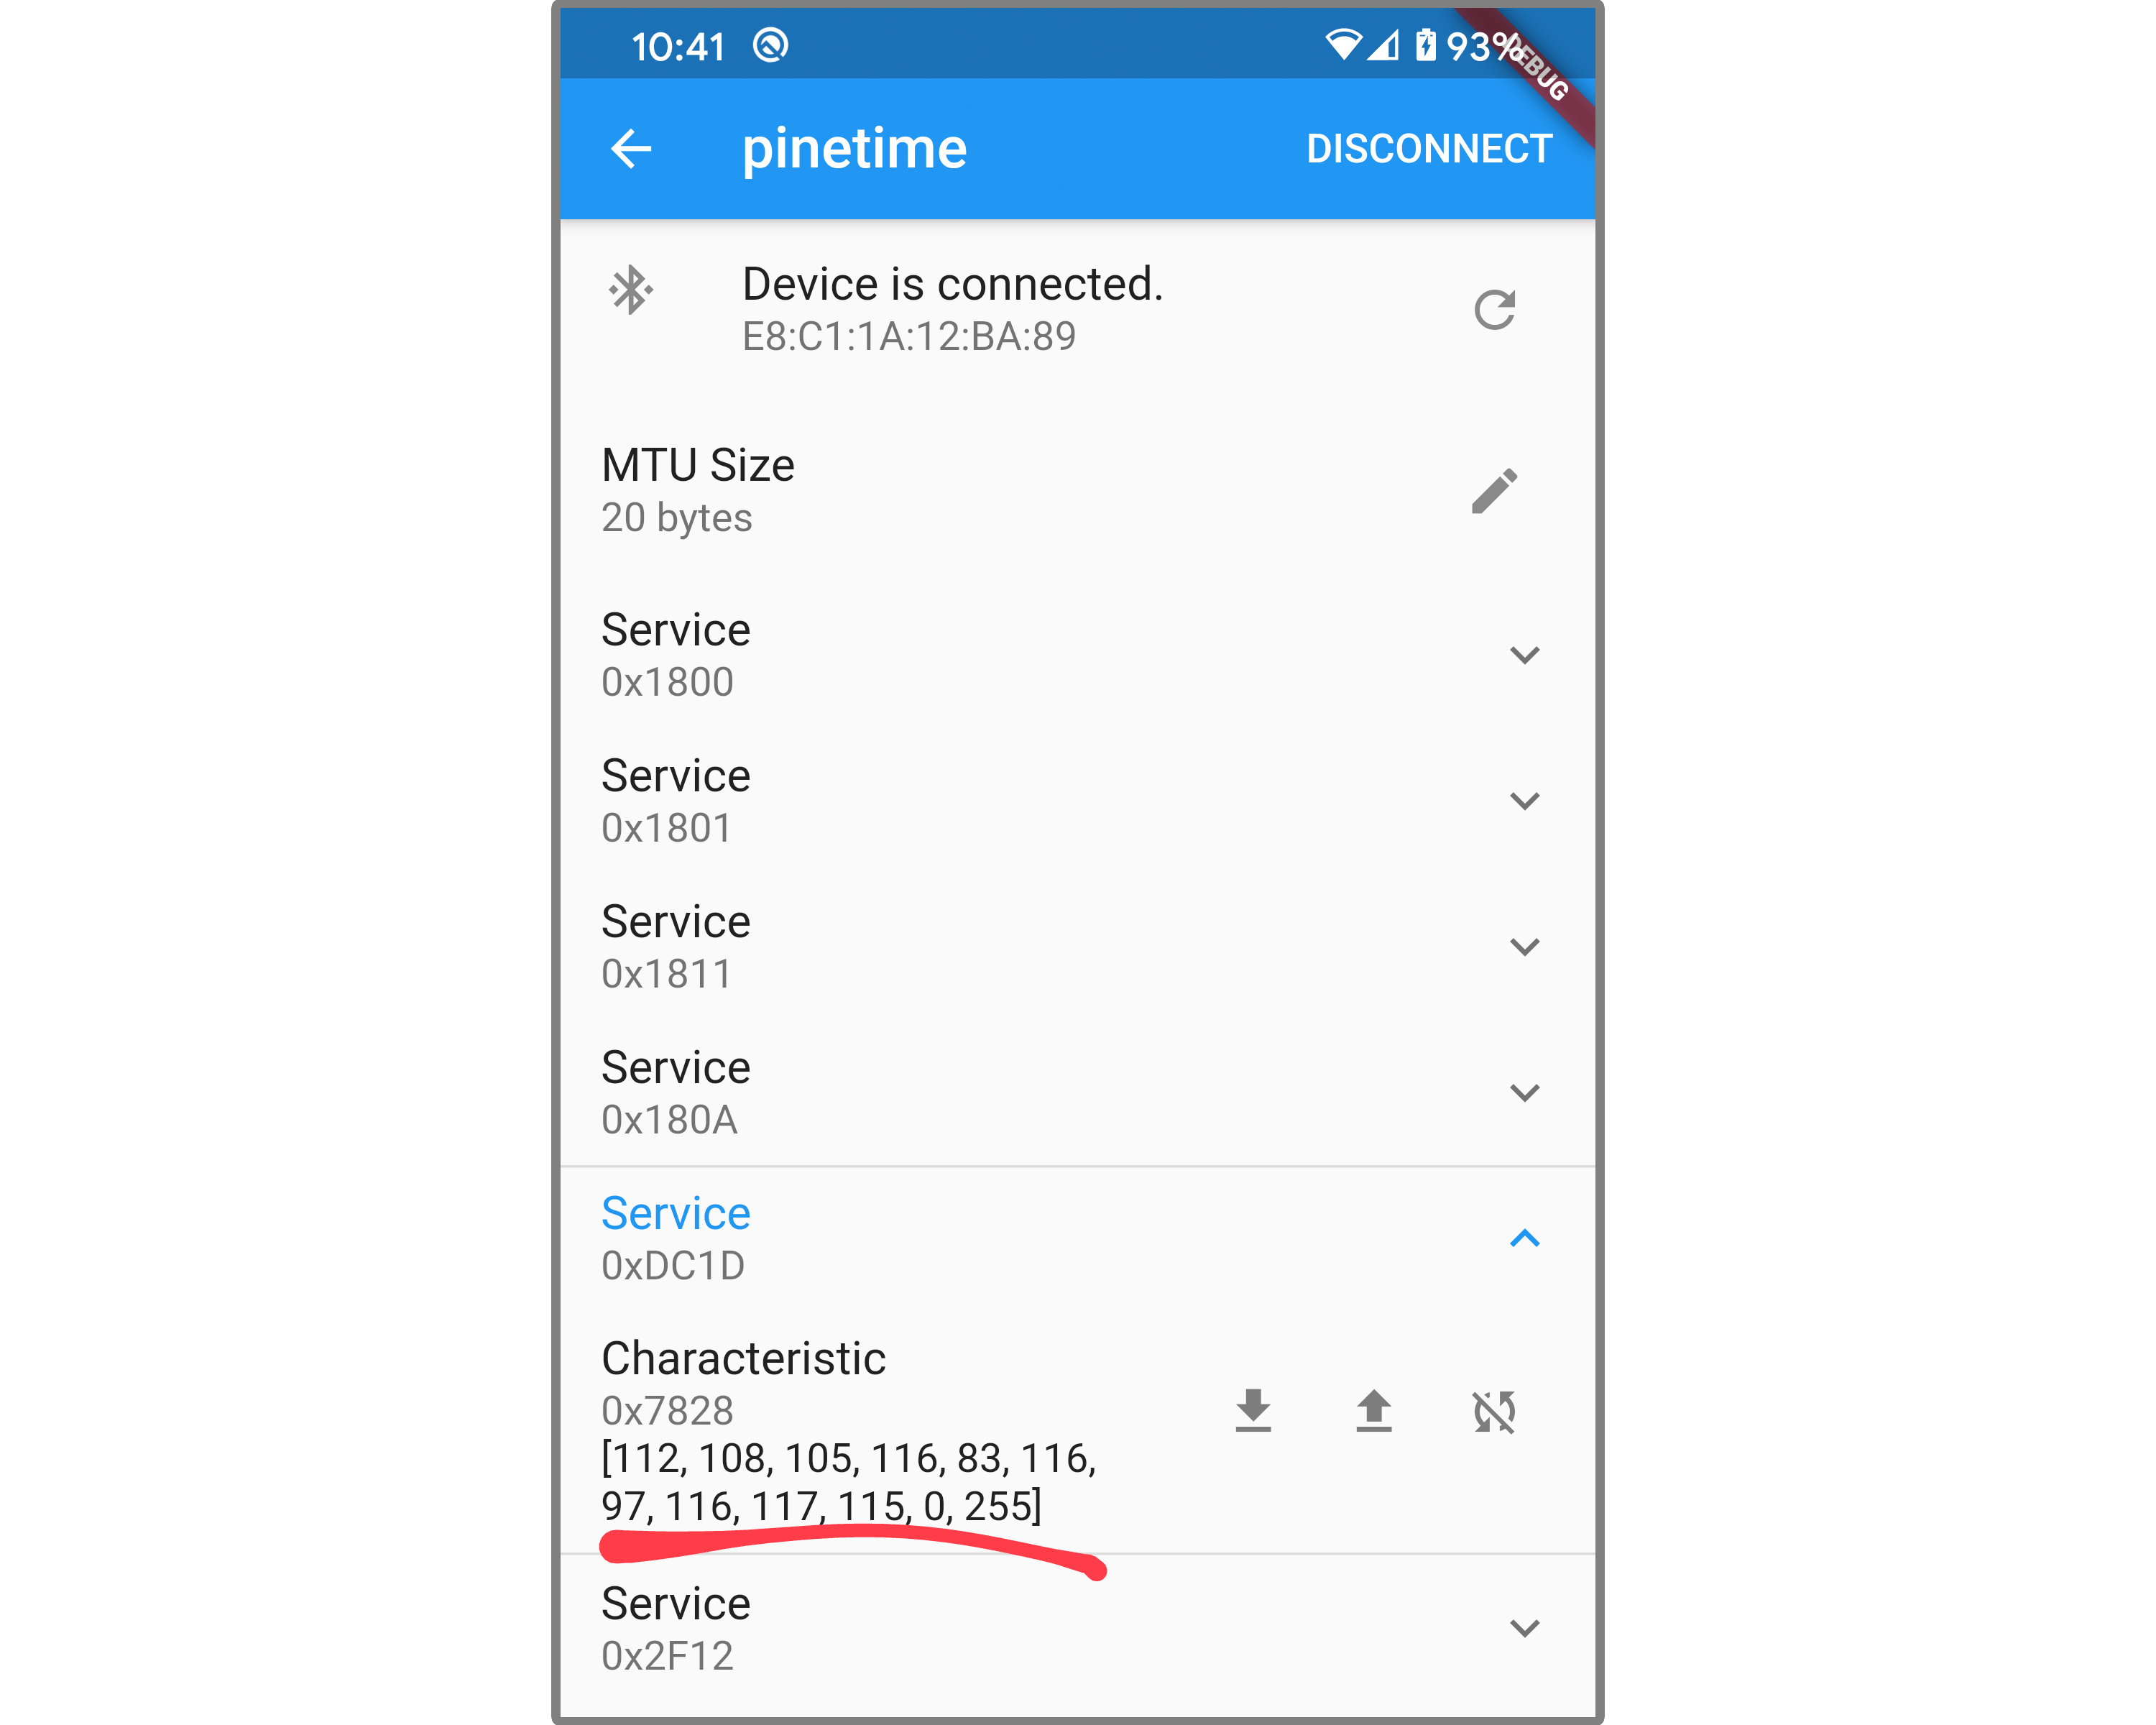 10:41 93%
DEBUG
pinetime DISCONNECT
Device is connected.
E8:C1:1A:12:BA:89
MTU Size
20 bytes
Service
0x1800
Service
0x1801
Service
0x1811
Service
0x180A
Service
0xDC1D
Characteristic
0x7828
[112, 108, 105, 116, 83, 116,
97, 116, 117, 115, 0, 255]
Service
0x2F12